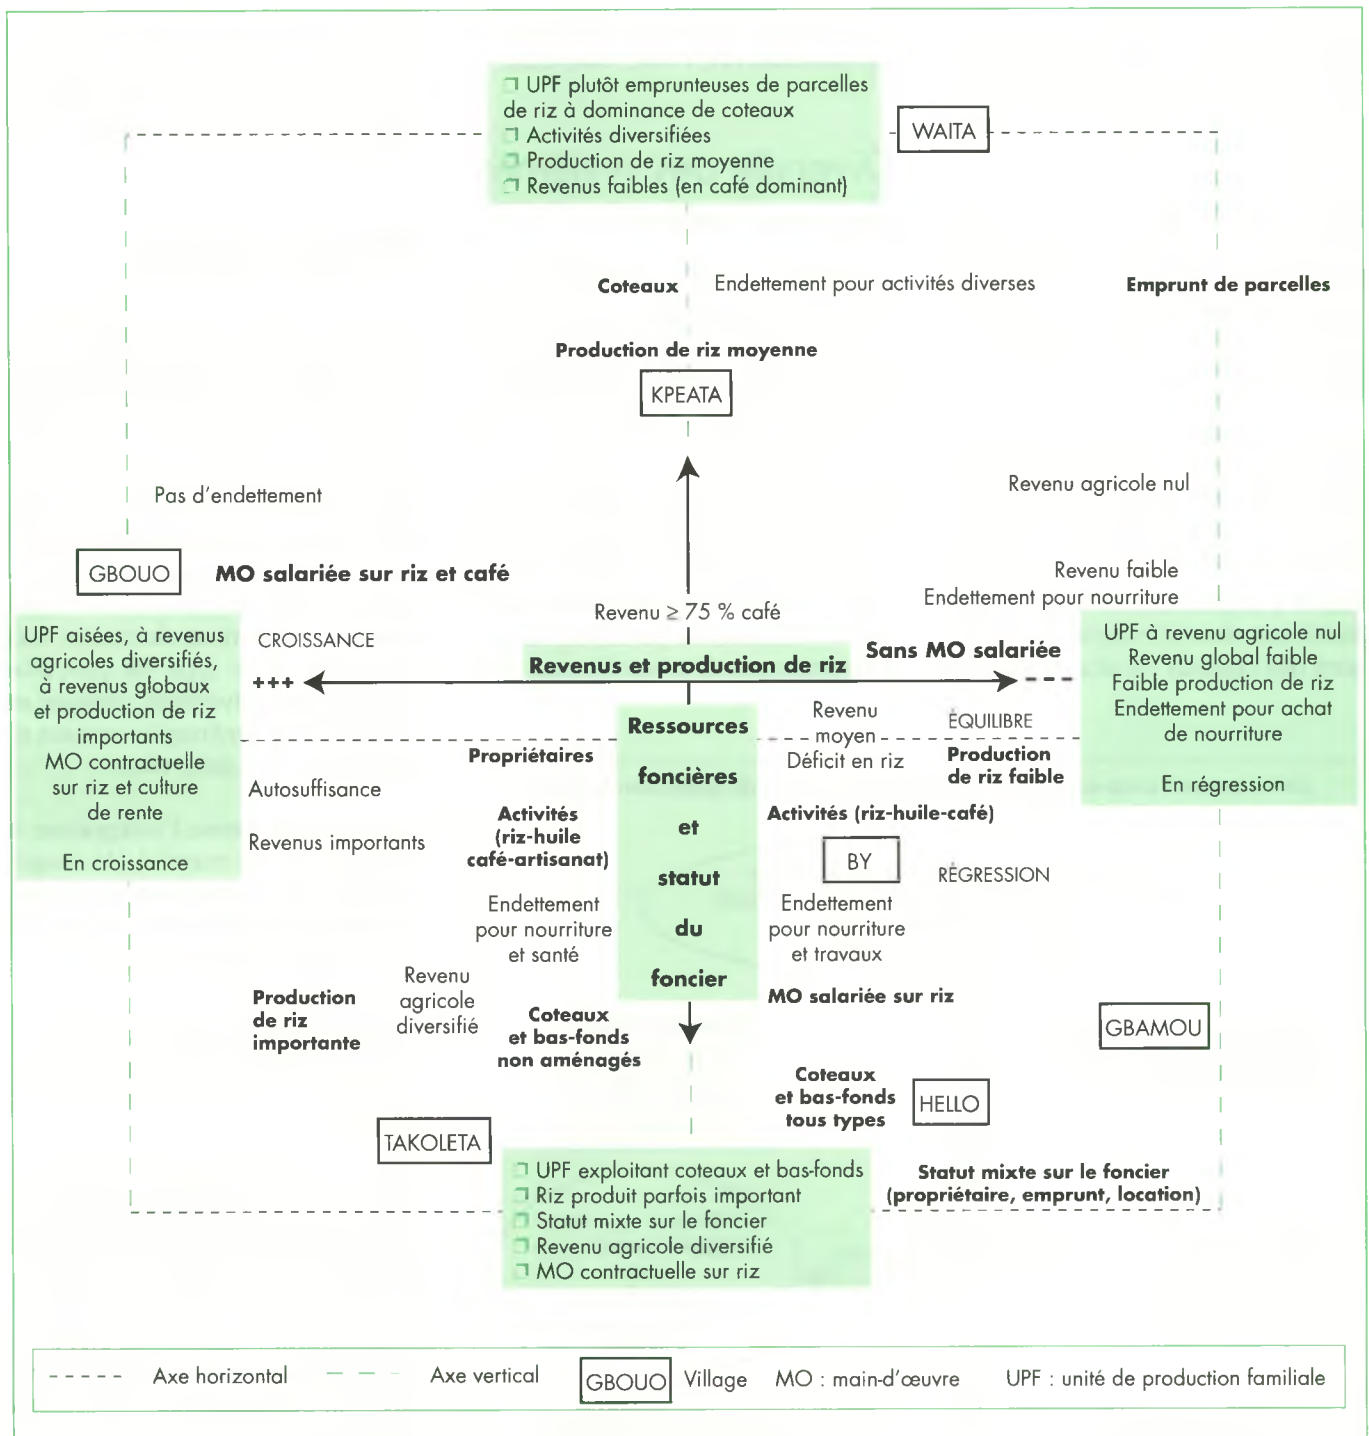 ❒ UPF plutôt emprunteuses de parcelles
de riz à dominance de coteaux
❒ Activités diversifiées
❒ Production de riz moyenne
❒ Revenus faibles (en café dominant)
WAITA
Coteaux
Endettement pour activités diverses
Emprunt de parcelles
Production de riz moyenne
KPEATA
Pas d'endettement
Revenu agricole nul
GBOUO
MO salariée sur riz et café
Revenu faible
Endettement pour nourriture
Revenu ≥ 75 % café
UPF aisées, à revenus
agricoles diversifiés,
à revenus globaux
et production de riz
importants
MO contractuelle
sur riz et culture
de rente
En croissance
CROISSANCE
+++
Revenus et production de riz
Sans MO salariée
---
UPF à revenu agricole nul
Revenu global faible
Faible production de riz
Endettement pour achat
de nourriture
En régression
Ressources
foncières
et
statut
du
foncier
Revenu
moyen
Déficit en riz
ÉQUILIBRE
Production
de riz faible
Propriétaires
Autosuffisance
Revenus importants
Activités
(riz-huile
café-artisanat)
Activités (riz-huile-café)
BY
RÉGRESSION
Endettement
pour nourriture
et santé
Endettement
pour nourriture
et travaux
Production
de riz
importante
Revenu
agricole
diversifié
Coteaux
et bas-fonds
non aménagés
MO salariée sur riz
GBAMOU
Coteaux
et bas-fonds
tous types
HELLO
TAKOLETA
❒ UPF exploitant coteaux et bas-fonds
❒ Riz produit parfois important
❒ Statut mixte sur le foncier
❒ Revenu agricole diversifié
❒ MO contractuelle sur riz
Statut mixte sur le foncier
(propriétaire, emprunt, location)
Axe horizontal Axe vertical GBOUO Village MO : main-d'œuvre UPF : unité de production familiale